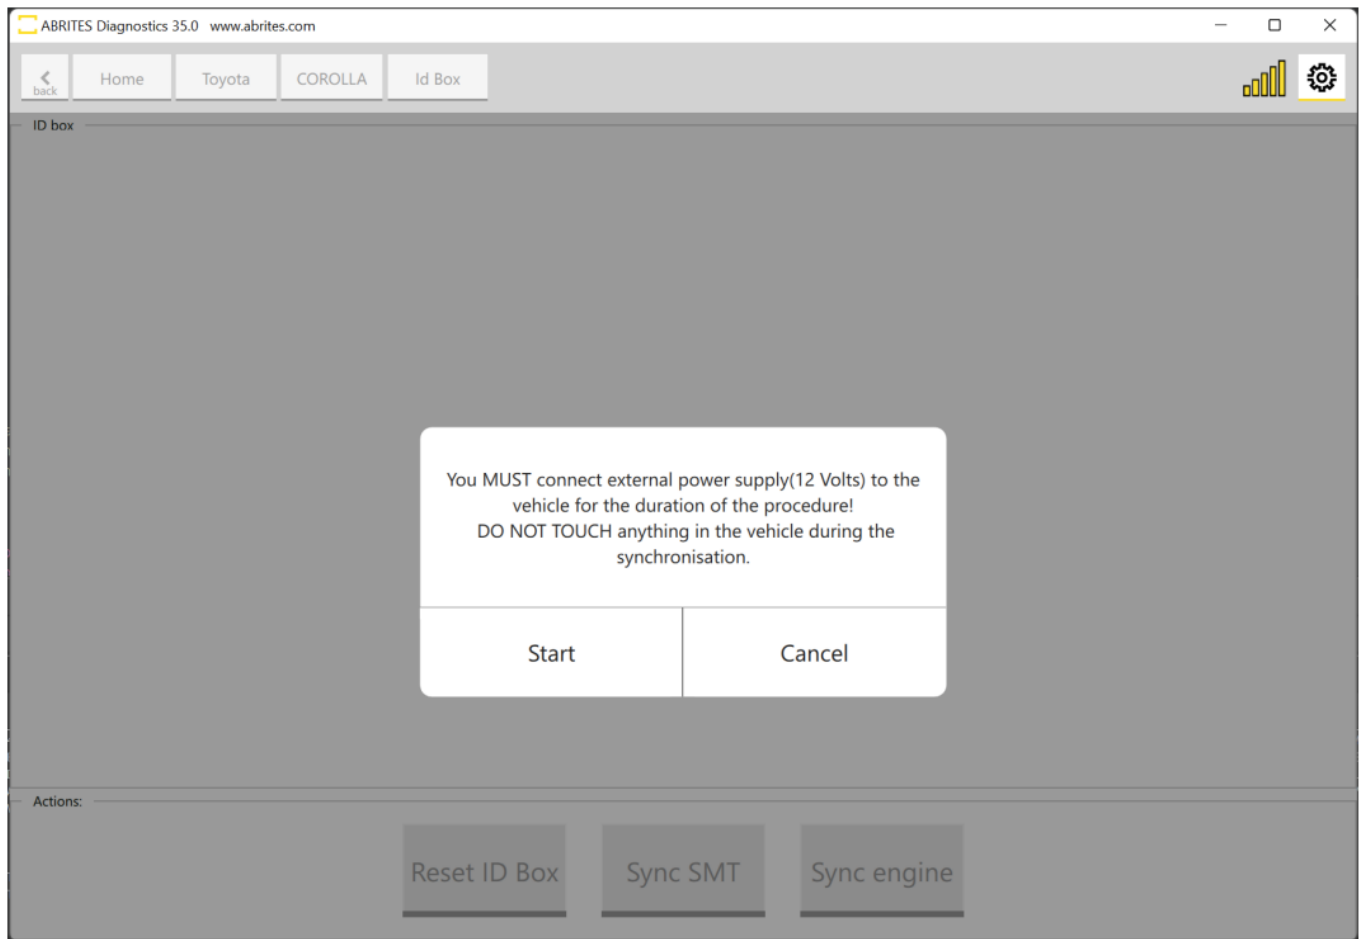 ABRITES Diagnostics 35.0 www.abrites.com
back
Home
Toyota
COROLLA
Id Box
ID box
You MUST connect external power supply(12 Volts) to the
vehicle for the duration of the procedure!
DO NOT TOUCH anything in the vehicle during the
synchronisation.
Start
Cancel
Actions:
Reset ID Box
Sync SMT
Sync engine